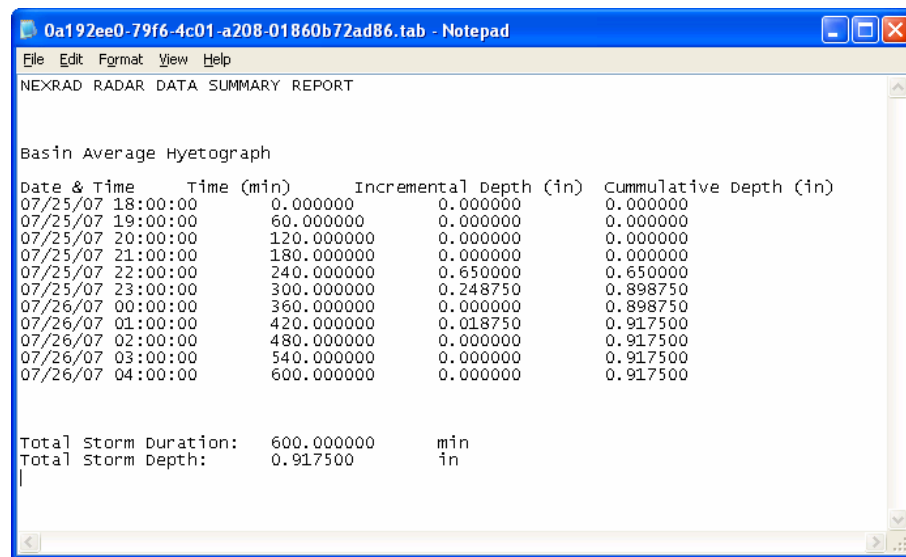 0a192ee0-79f6-4c01-a208-01860b72ad86.tab - Notepad
File Edit Format View Help
NEXRAD RADAR DATA SUMMARY REPORT
Basin Average Hyetograph
Date & Time Time (min) Incremental Depth (in) Cummulative Depth (in)
07/25/07 18:00:00 0.000000 0.000000 0.000000
07/25/07 19:00:00 60.000000 0.000000 0.000000
07/25/07 20:00:00 120.000000 0.000000 0.000000
07/25/07 21:00:00 180.000000 0.000000 0.000000
07/25/07 22:00:00 240.000000 0.650000 0.650000
07/25/07 23:00:00 300.000000 0.248750 0.898750
07/26/07 00:00:00 360.000000 0.000000 0.898750
07/26/07 01:00:00 420.000000 0.018750 0.917500
07/26/07 02:00:00 480.000000 0.000000 0.917500
07/26/07 03:00:00 540.000000 0.000000 0.917500
07/26/07 04:00:00 600.000000 0.000000 0.917500
Total Storm Duration: 600.000000 min
Total Storm Depth: 0.917500 in